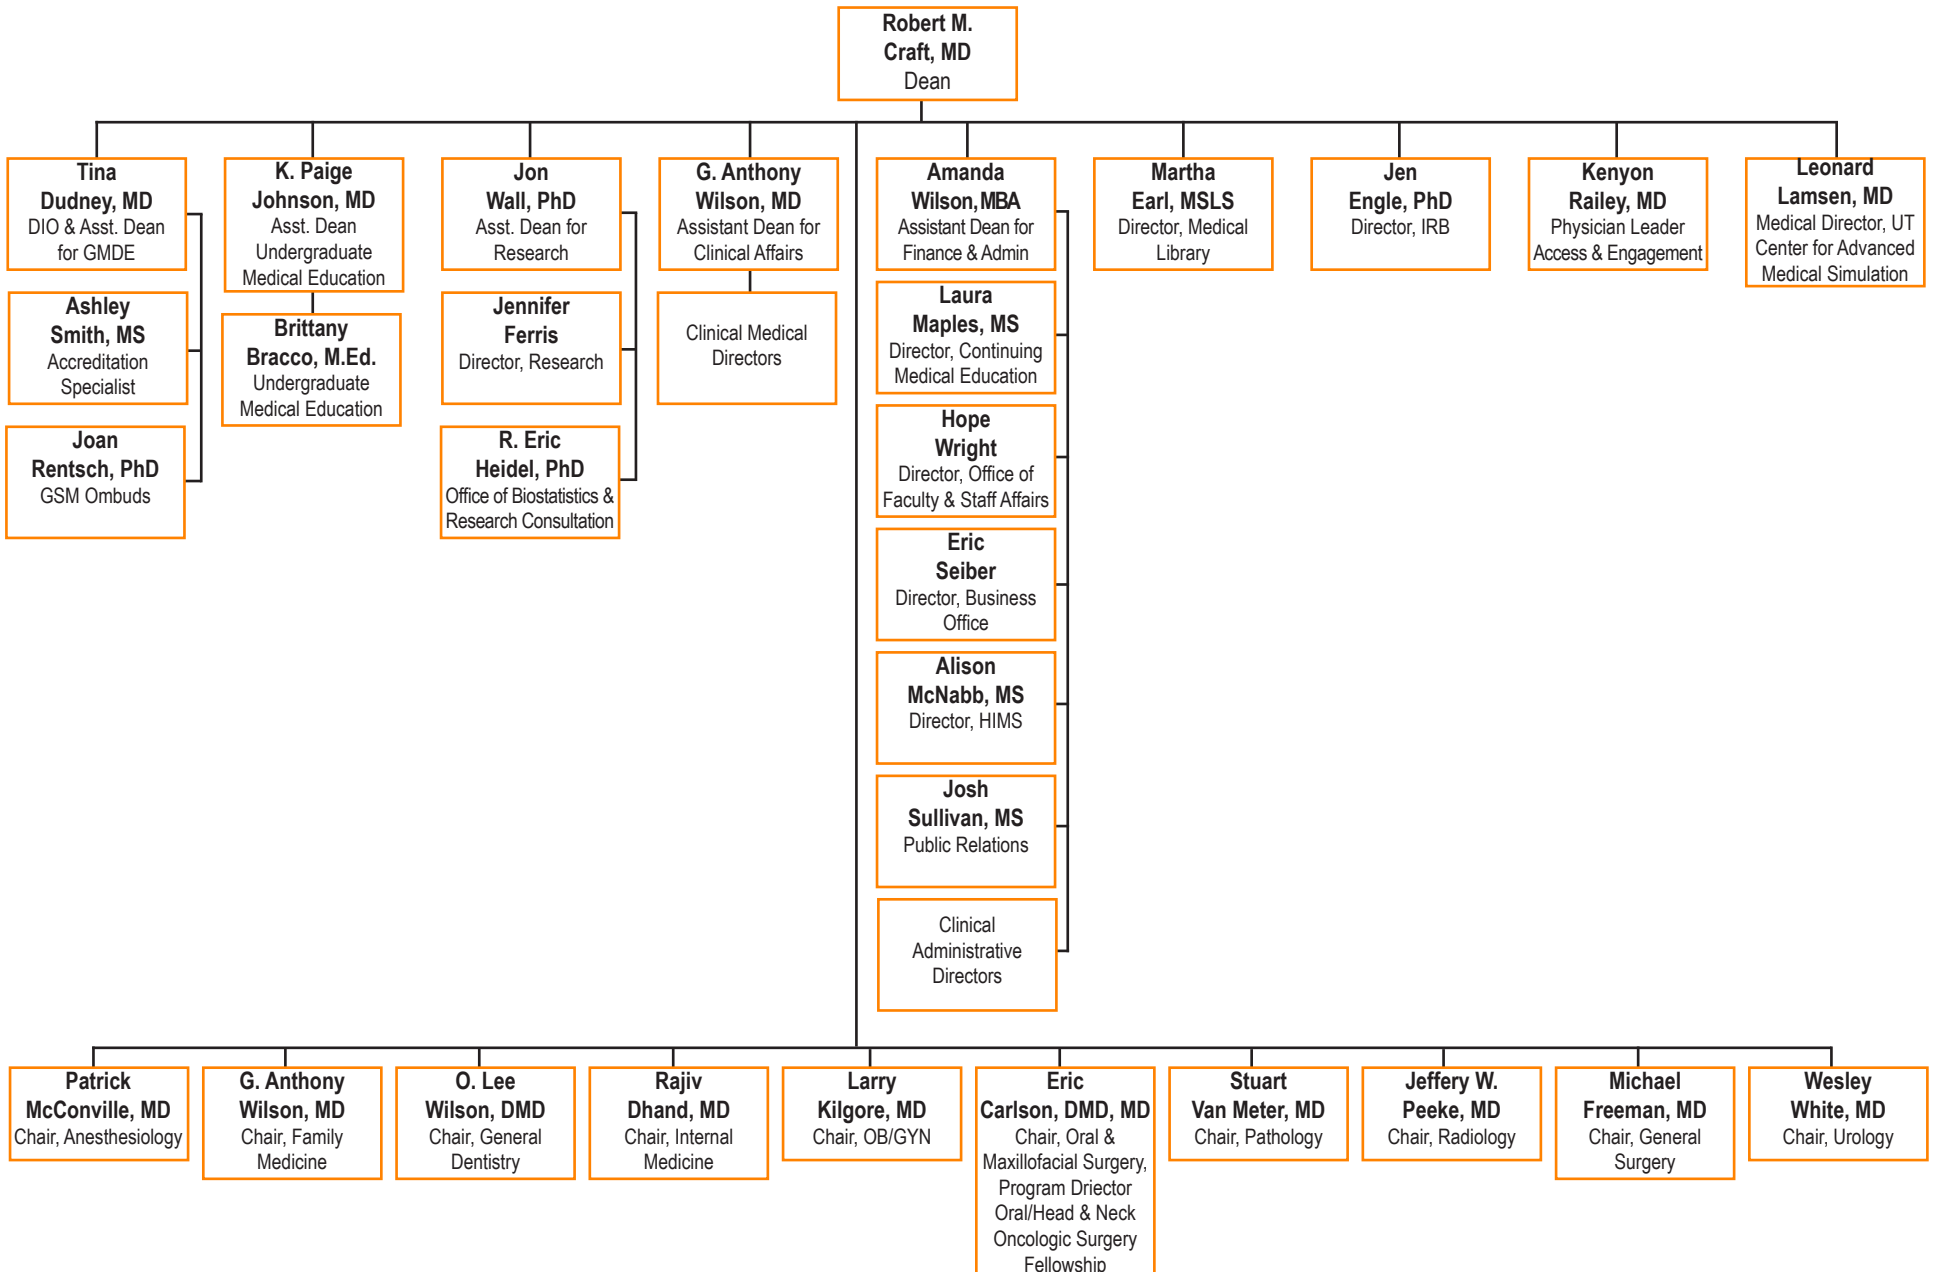 Robert M.
Craft, MD
Dean
Tina
Dudney, MD
DIO & Asst. Dean
for GMDE
K. Paige
Johnson, MD
Asst. Dean
Undergraduate
Medical Education
Jon
Wall, PhD
Asst. Dean for
Research
G. Anthony
Wilson, MD
Assistant Dean for
Clinical Affairs
Amanda
Wilson, MBA
Assistant Dean for
Finance & Admin
Martha
Earl, MSLS
Director, Medical
Library
Jen
Engle, PhD
Director, IRB
Kenyon
Railey, MD
Physician Leader
Access & Engagement
Leonard
Lamsen, MD
Medical Director, UT
Center for Advanced
Medical Simulation
Ashley
Smith, MS
Accreditation
Specialist
Joan
Rentsch, PhD
GSM Ombuds
Brittany
Bracco, M.Ed.
Undergraduate
Medical Education
Jennifer
Ferris
Director, Research
R. Eric
Heidel, PhD
Office of Biostatistics &
Research Consultation
Clinical Medical
Directors
Laura
Maples, MS
Director, Continuing
Medical Education
Hope
Wright
Director, Office of
Faculty & Staff Affairs
Eric
Seiber
Director, Business
Office
Alison
McNabb, MS
Director, HIMS
Josh
Sullivan, MS
Public Relations
Clinical
Administrative
Directors
Patrick
McConville, MD
Chair, Anesthesiology
G. Anthony
Wilson, MD
Chair, Family
Medicine
O. Lee
Wilson, DMD
Chair, General
Dentistry
Rajiv
Dhand, MD
Chair, Internal
Medicine
Larry
Kilgore, MD
Chair, OB/GYN
Eric
Carlson, DMD, MD
Chair, Oral &
Maxillofacial Surgery,
Program Driector
Oral/Head & Neck
Oncologic Surgery
Fellowship
Stuart
Van Meter, MD
Chair, Pathology
Jeffery W.
Peeke, MD
Chair, Radiology
Michael
Freeman, MD
Chair, General
Surgery
Wesley
White, MD
Chair, Urology